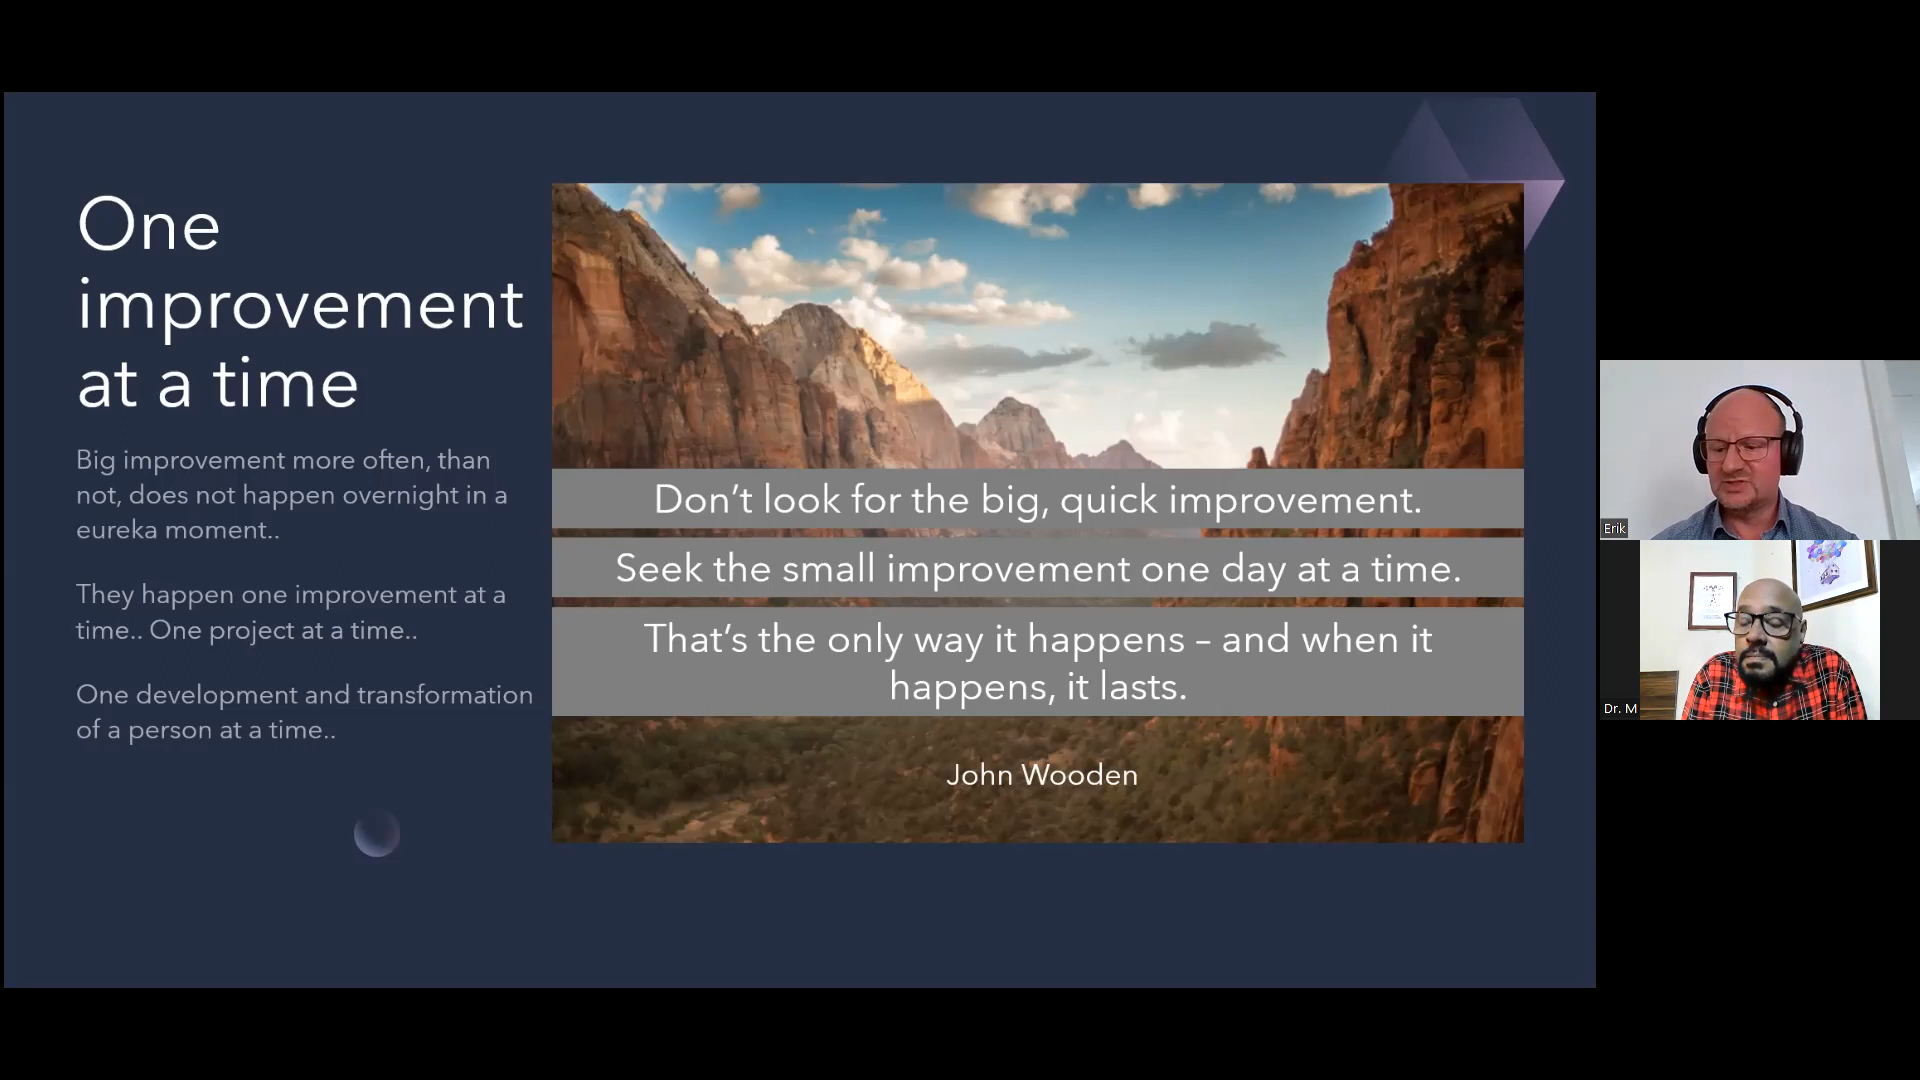 One
improvement
at a time
Big improvement more often, than
not, does not happen overnight in a
eureka moment..
They happen one improvement at a
time.. One project at a time..
One development and transformation
of a person at a time..
Don’t look for the big, quick improvement.
Seek the small improvement one day at a time.
That’s the only way it happens – and when it
happens, it lasts.
John Wooden
Erik
Dr. M